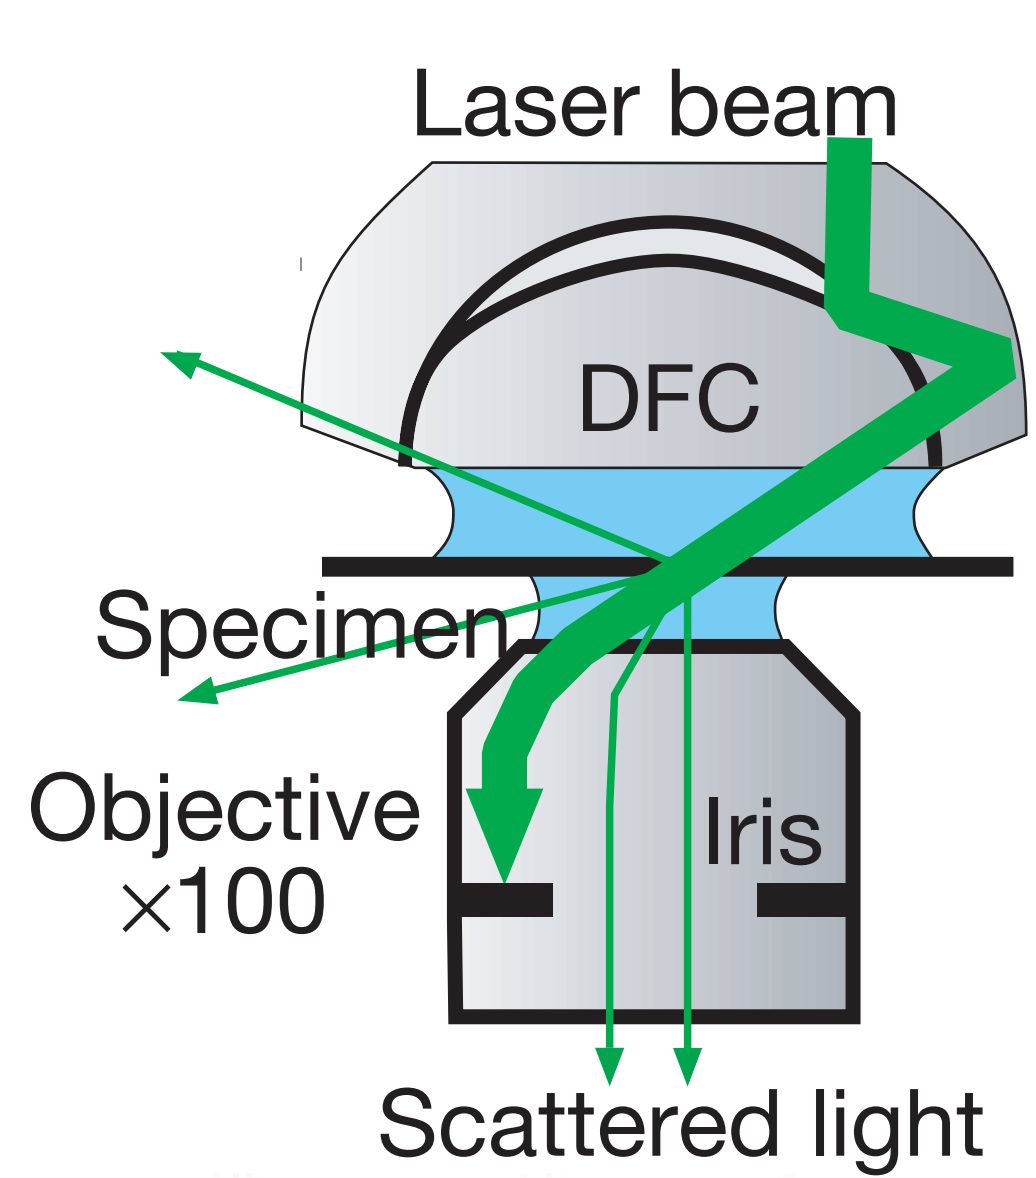 Laser beam
DFC
Specimen
Objective
×100
Iris
Scattered light